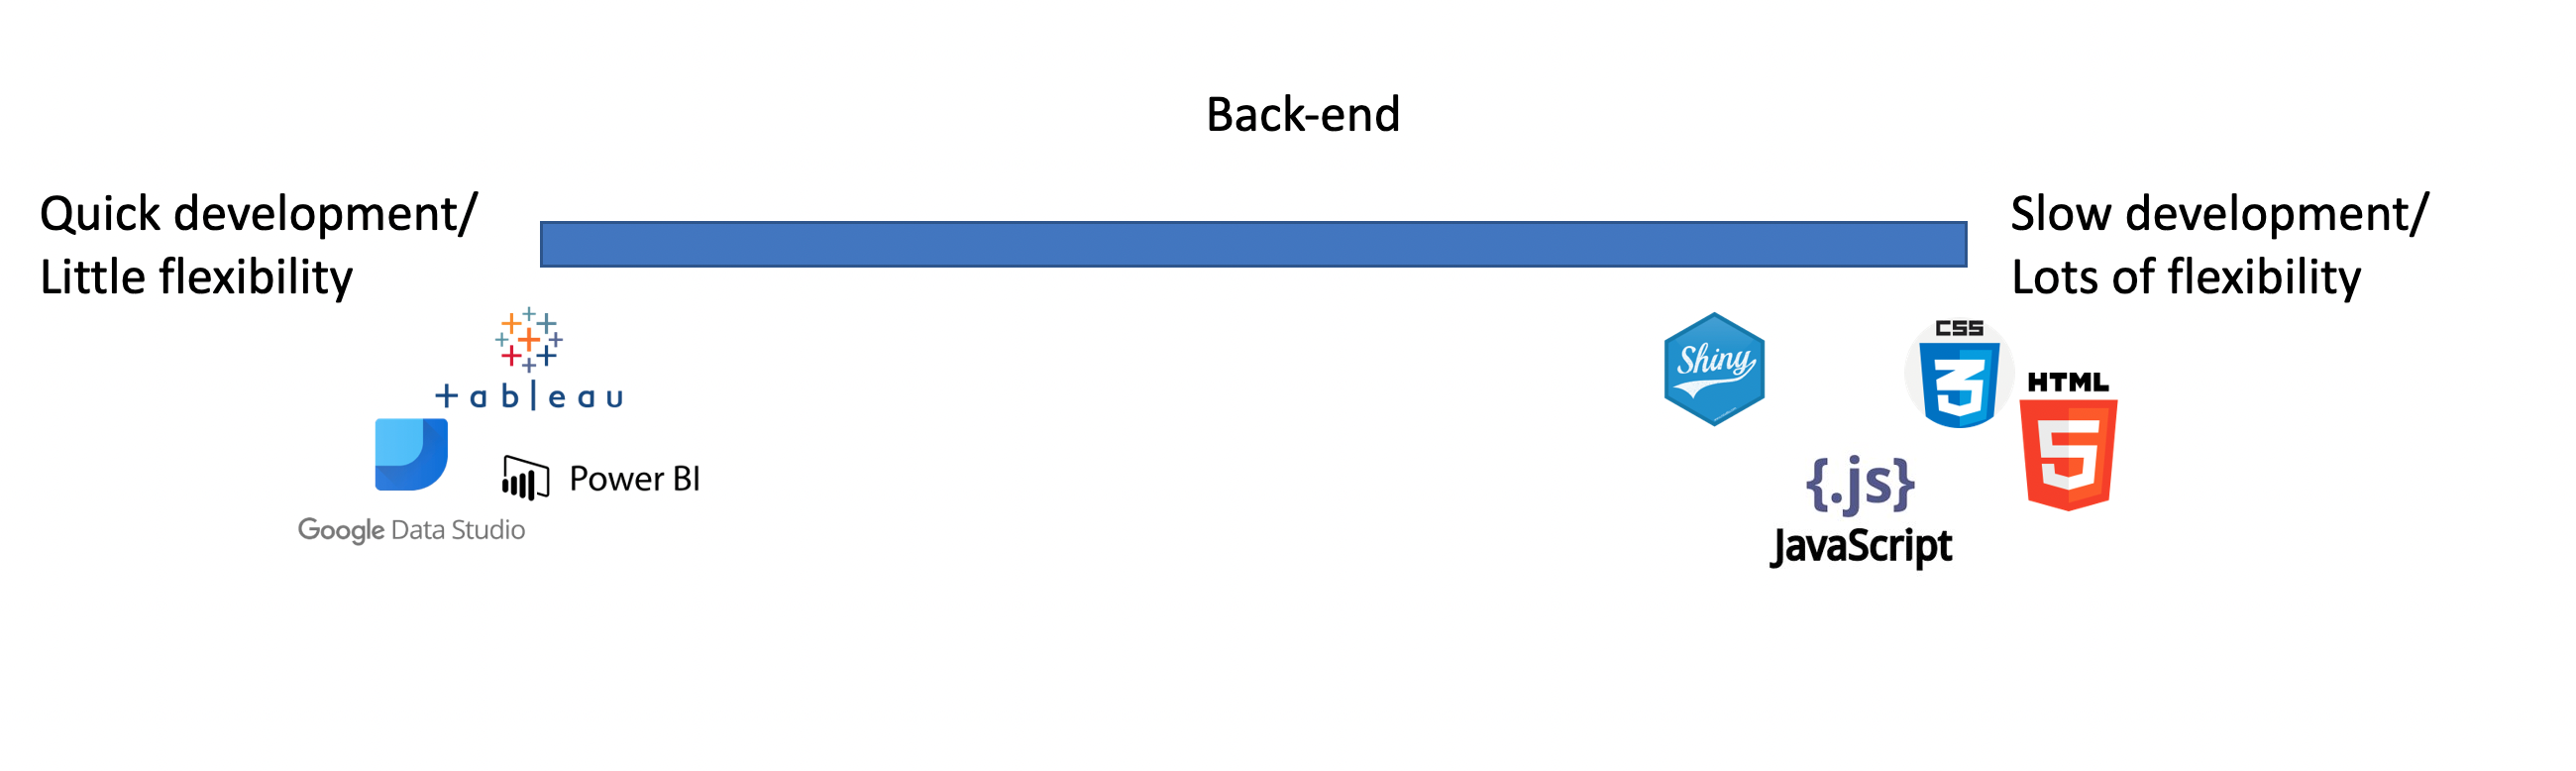 Back-end
Quick development/
Little flexibility
Slow development/
Lots of flexibility
+ableau
Google Data Studio
Power BI
Shiny
{.js}
JavaScript
CSS
3
HTML
5